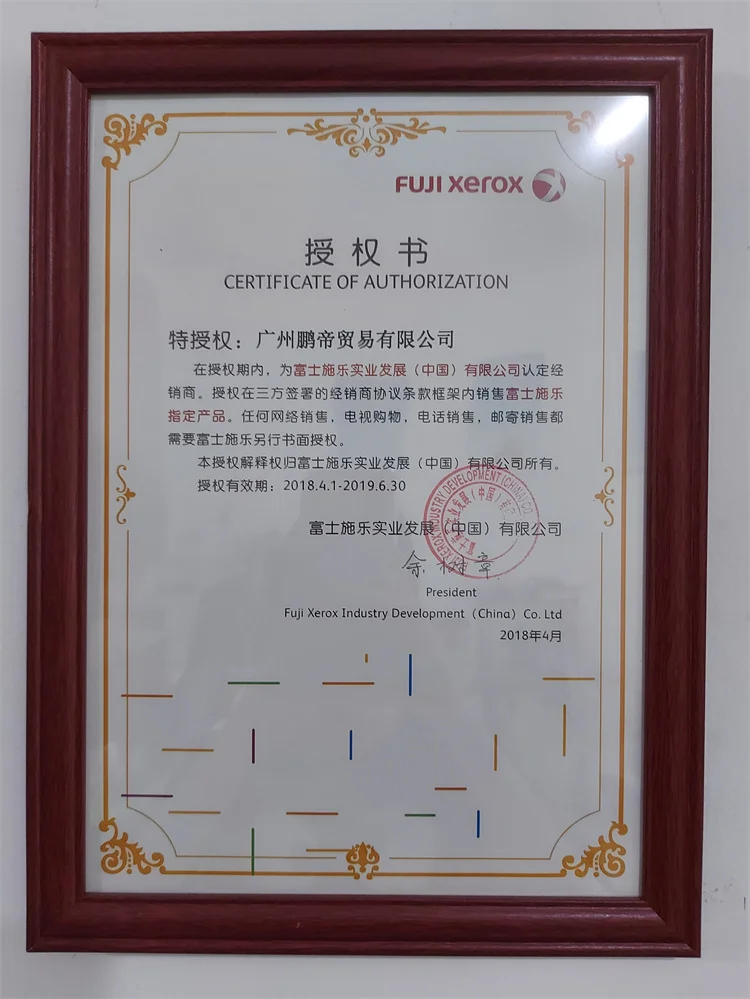 FUJI xerox
授权书
CERTIFICATE OF AUTHORIZATION
特授权：广州鹏帝贸易有限公司
在授权期内，为富士施乐实业发展（中国）有限公司认定经
销商。授权在三方签署的经销商协议条款框架内销售富士施乐
指定产品。任何网络销售，电视购物，电话销售，邮寄销售都
需要富士施乐另行书面授权。
本授权解释权归富士施乐实业发展（中国）有限公司所有。
授权有效期：2018.4.1-2019.6.30
XEROX INDUSTRY DEVELOPMENT (CHINA) CO.
富士施乐实业发展（中国）有限公司
President
Fuji Xerox Industry Development（China）Co. Ltd
2018年4月